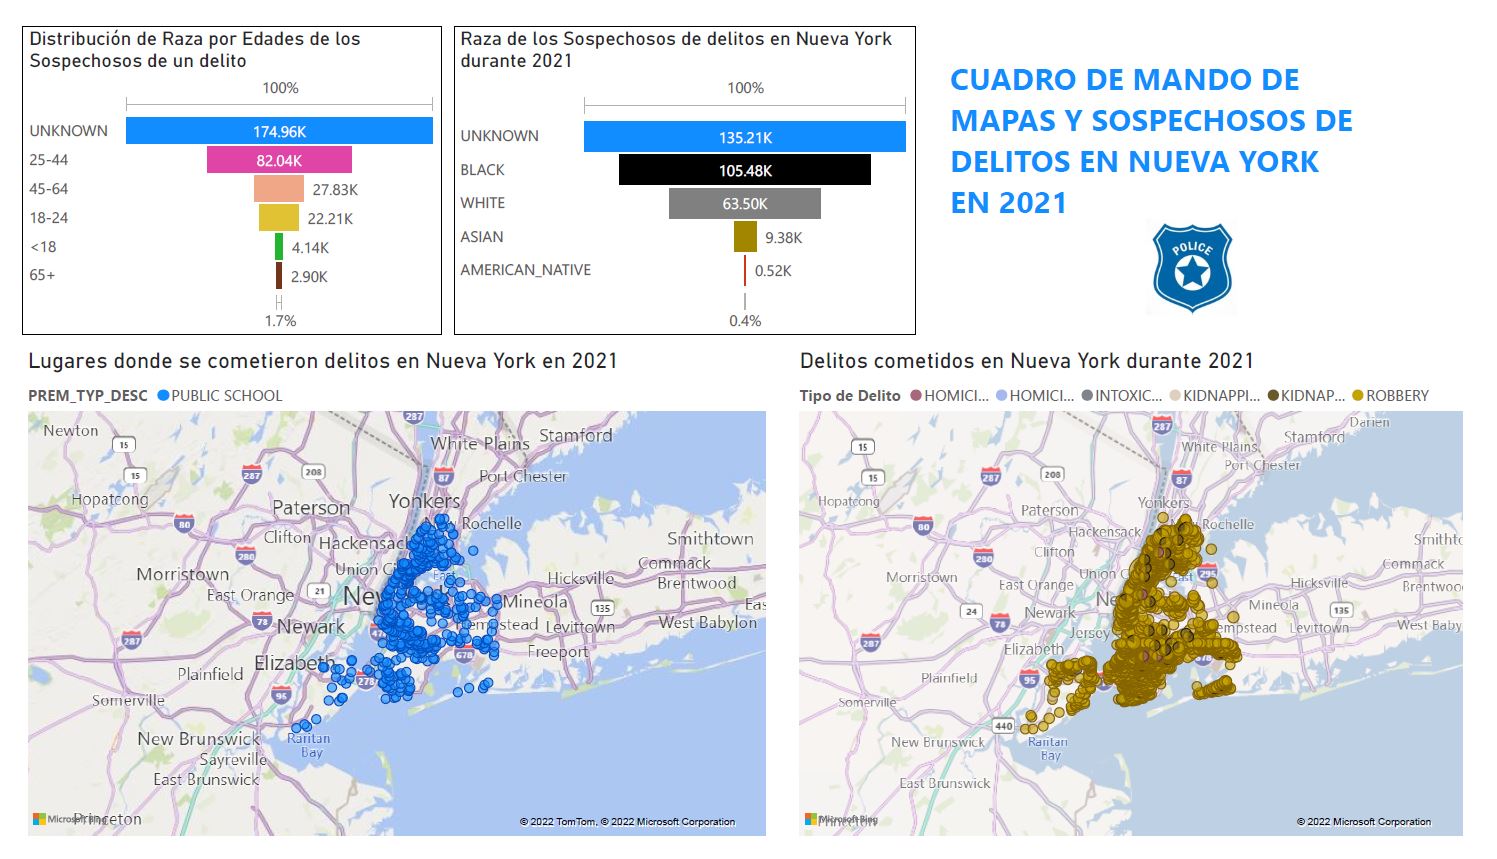 Distribución de Raza por Edades de los
Sospechosos de un delito
100%
UNKNOWN 174.96K
25-44 82.04K
45-64 27.83K
18-24 22.21K
<18 4.14K
65+ 2.90K
1.7%
Raza de los Sospechosos de delitos en Nueva York
durante 2021
100%
UNKNOWN 135.21K
BLACK 105.48K
WHITE 63.50K
ASIAN 9.38K
AMERICAN_NATIVE 0.52K
0.4%
CUADRO DE MANDO DE
MAPAS Y SOSPECHOSOS DE
DELITOS EN NUEVA YORK
EN 2021
POLICE
Lugares donde se cometieron delitos en Nueva York en 2021
PREM_TYP_DESC PUBLIC SCHOOL
287
Newton
15
White Plains
Stamford
15
287
208
87
Port Chester
Hopatcong
Paterson
Yonkers
80
Rochelle
Clifton
Hackensac
Smithtown
280
Union C
Commack
Morristown
Hicksville
Brentwood
East Orange
21
New
Mineola
135
Eas
78
Newark
empstead
Levittown
West Babylon
287
Freeport
Elizabeth
678
Plainfield
278
95
Somerville
New Brunswick
Raritan
Bay
Sayreville
East Brunswick
Princeton
Microsoft Bing
© 2022 TomTom, © 2022 Microsoft Corporation
Delitos cometidos en Nueva York durante 2021
Tipo de Delito HOMICI... HOMICI... INTOXIC... KIDNAPPI... KIDNAP... ROBBERY
Darien
287
15
White Plains
Stamford
15
287
208
87
Port Chester
Hopatcong
Paterson
Yonkers
80
Hackensack
Rochelle
Clifton
Smithto
280
Union C
295
Commack
Morristown
East Orange
Hicksville
Brentwoo
24
Newark
Ne
Mineola
135
78
Jersey
empstead
Levittown
West Baby
287
Elizabeth
678
Plainfield
95
Somerville
440
New Brunswick
Raritan
Bay
East Brunswick
Princeton
Microsoft Bing
© 2022 Microsoft Corporation